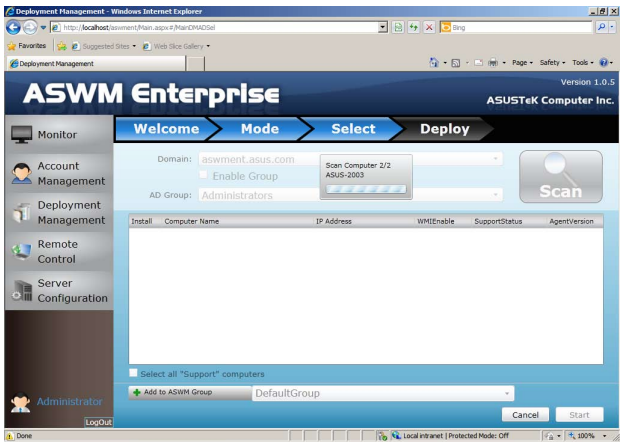 Deployment Management - Windows Internet Explorer
http://localhost/aswment/Main.aspx#/MainDMADSel
Bing
Favorites
Suggested Sites
Web Slice Gallery
Deployment Management
Page
Safety
Tools
Version 1.0.5
ASWM Enterprise
ASUSTeK Computer Inc.
Monitor
Account Management
Deployment Management
Remote Control
Server Configuration
Administrator
LogOut
Welcome
Mode
Select
Deploy
Domain:
aswment.asus.com
Enable Group
AD Group:
Administrators
Scan Computer 2/2
ASUS-2003
Scan
Install
Computer Name
IP Address
WMIEnable
SupportStatus
AgentVersion
Select all "Support" computers
Add to ASWM Group
DefaultGroup
Cancel
Start
Done
Local intranet | Protected Mode: Off
100%